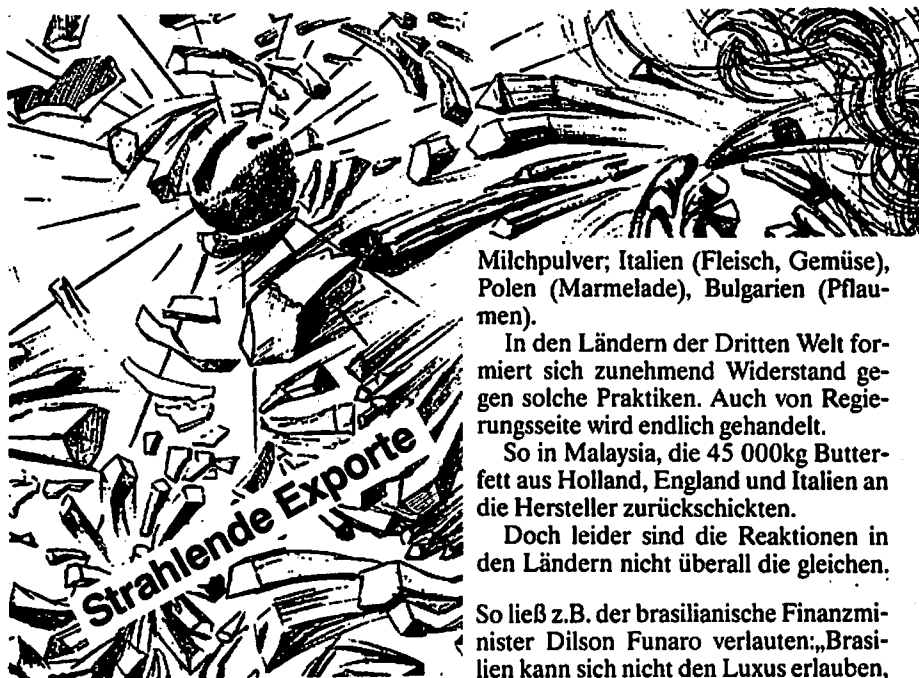 Strahlende Exporte
Milchpulver; Italien (Fleisch, Gemüse),
Polen (Marmelade), Bulgarien (Pflau-
men).
In den Ländern der Dritten Welt for-
miert sich zunehmend Widerstand ge-
gen solche Praktiken. Auch von Regie-
rungsseite wird endlich gehandelt.
So in Malaysia, die 45 000kg Butter-
fett aus Holland, England und Italien an
die Hersteller zurückschickten.
Doch leider sind die Reaktionen in
den Ländern nicht überall die gleichen.
So ließ z.B. der brasilianische Finanzmi-
nister Dilson Funaro verlauten:„Brasi-
lien kann sich nicht den Luxus erlauben,